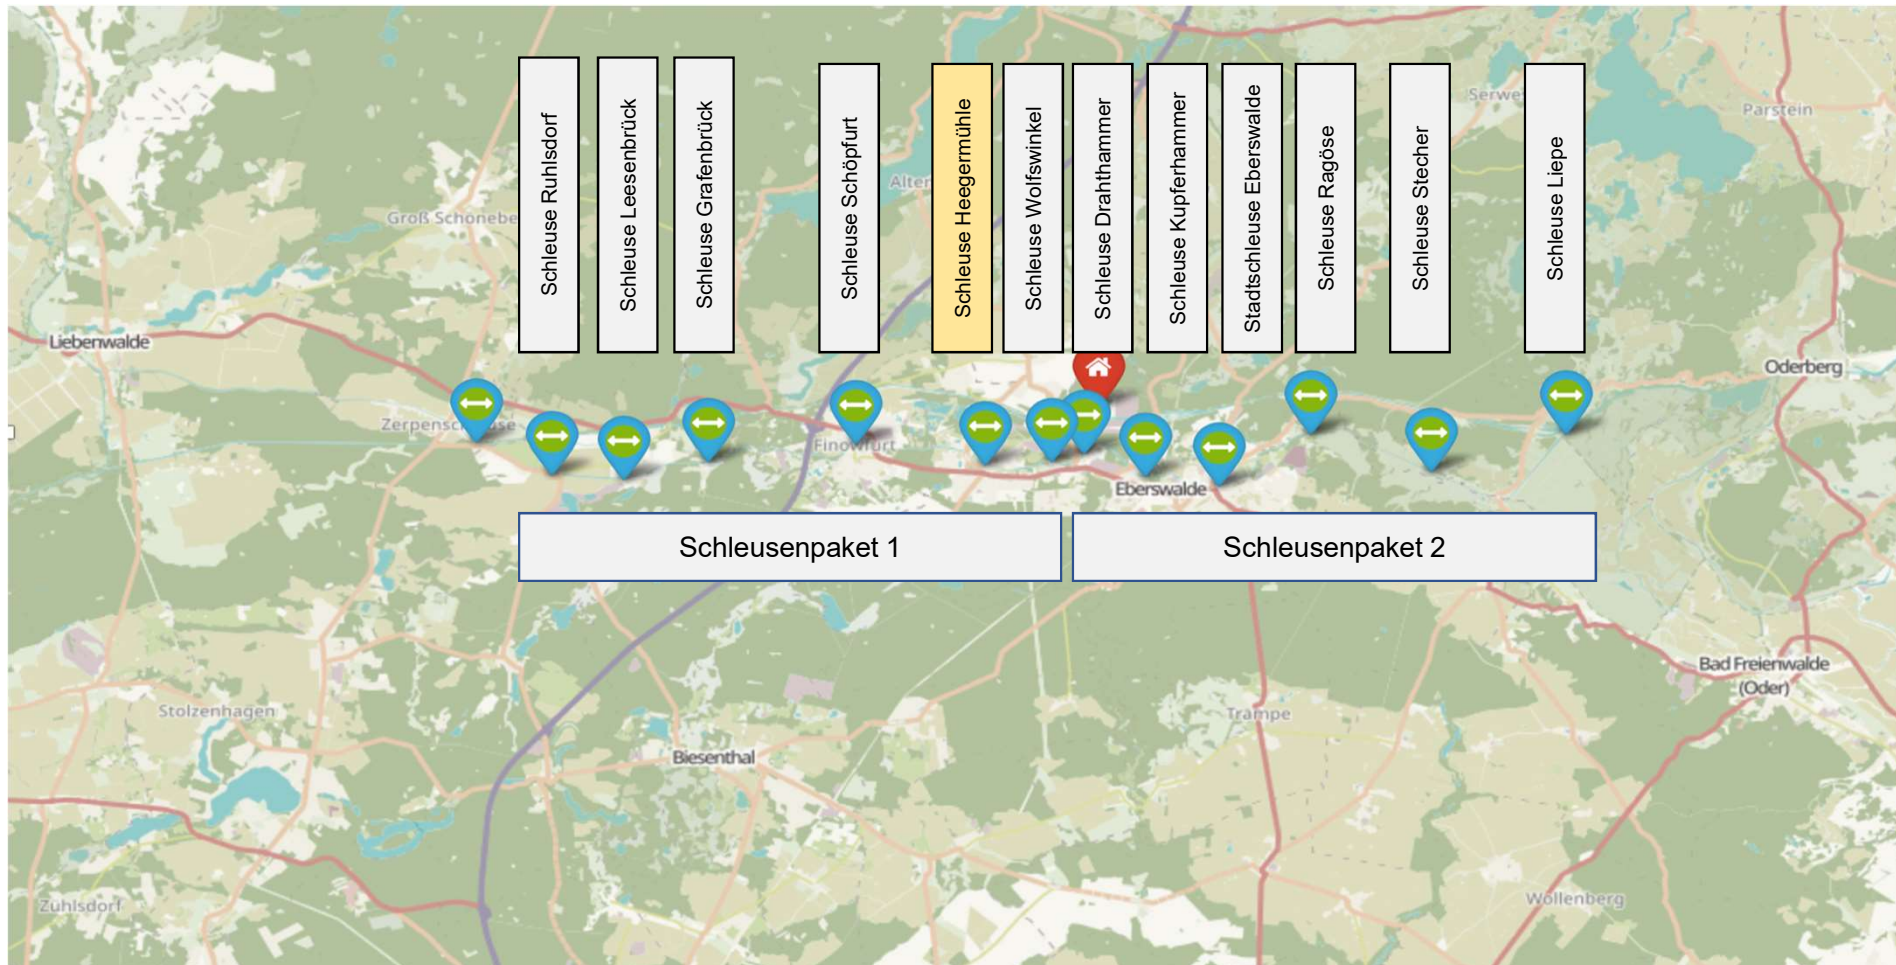 Schleuse Ruhlsdorf
Schleuse Leesenbrück
Schleuse Grafenbrück
Schleuse Schöpfurt
Schleuse Heegermühle
Schleuse Wolfswinkel
Schleuse Drahthammer
Schleuse Kupferhammer
Stadtschleuse Eberswalde
Schleuse Ragöse
Schleuse Stecher
Schleuse Liepe
Serwe
Parstein
Alten
Groß Schönebe
Liebenwalde
Oderberg
Finowfurt
Eberswalde
Schleusenpaket 1
Schleusenpaket 2
Bad Freienwalde
(Oder)
Stolzenhagen
Trampe
Biesenthal
Zühlsdorf
Wollenberg